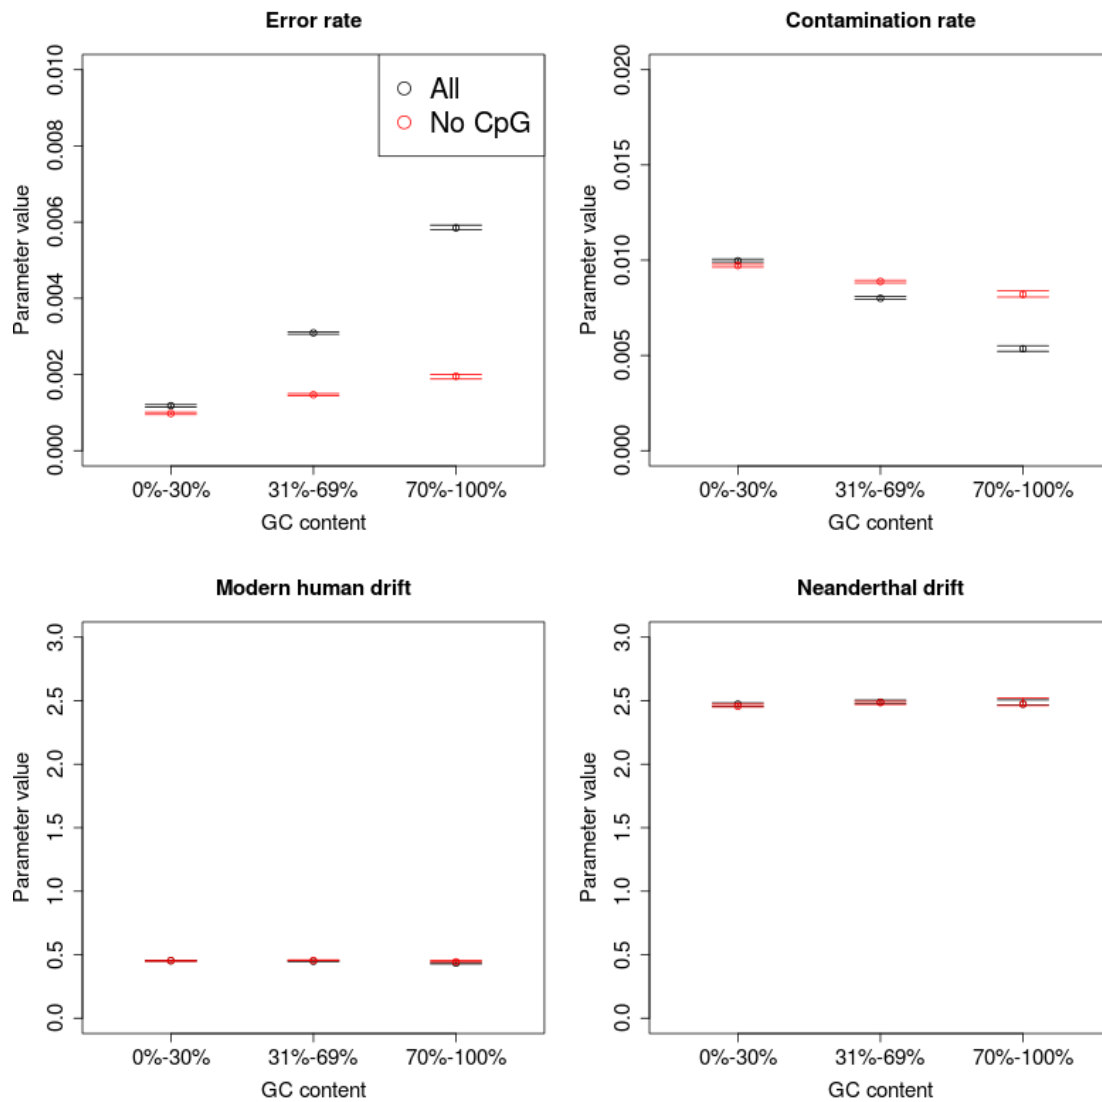 Error rate
Parameter value
0.000 0.002 0.004 0.006 0.008 0.010
All
No CpG
0%-30% 31%-69% 70%-100%
GC content
Contamination rate
Parameter value
0.000 0.005 0.010 0.015 0.020
0%-30% 31%-69% 70%-100%
GC content
Modern human drift
Parameter value
0.0 0.5 1.0 1.5 2.0 2.5 3.0
0%-30% 31%-69% 70%-100%
GC content
Neanderthal drift
Parameter value
0.0 0.5 1.0 1.5 2.0 2.5 3.0
0%-30% 31%-69% 70%-100%
GC content